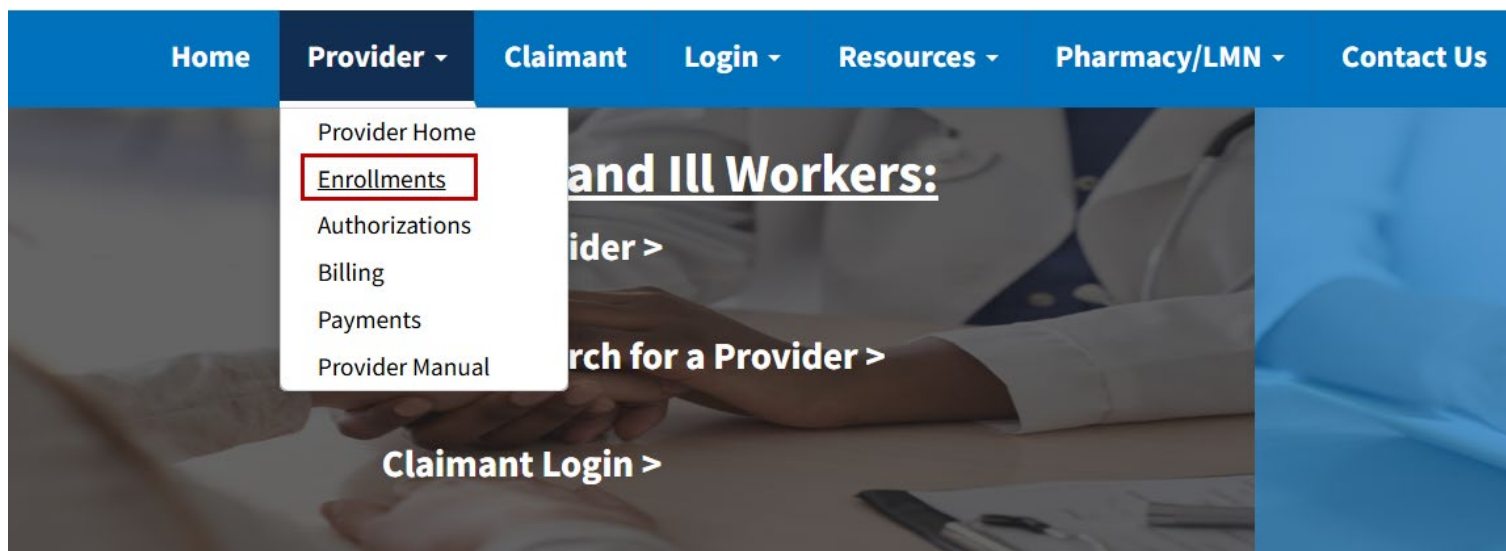 Home Provider Claimant Login Resources Pharmacy/LMN Contact Us
Provider Home
Enrollments
Authorizations
Billing
Payments
Provider Manual
and Ill Workers:
ider >
rch for a Provider >
Claimant Login >